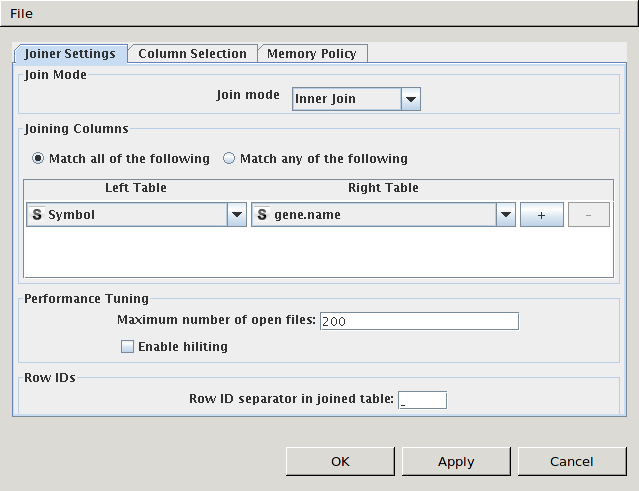 File
Joiner Settings Column Selection Memory Policy
Join Mode
Join mode Inner Join
Joining Columns
Match all of the following Match any of the following
Left Table Right Table
S Symbol S gene.name + -
Performance Tuning
Maximum number of open files: 200
Enable hiliting
Row IDs
Row ID separator in joined table: _
OK Apply Cancel